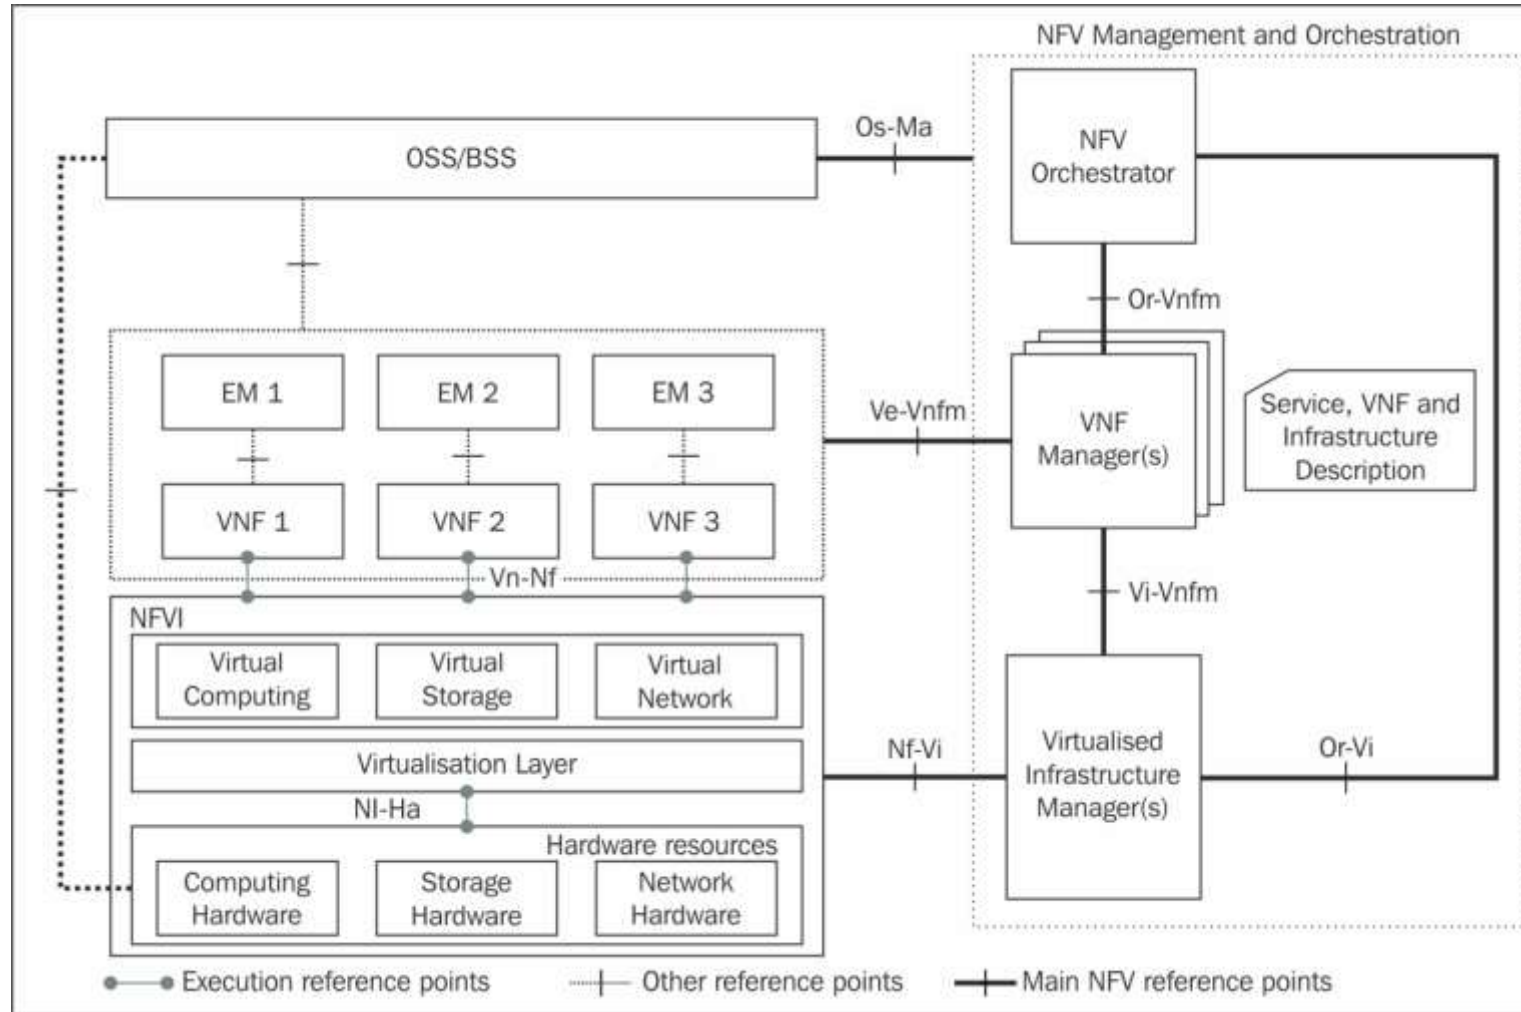 NFV Management and Orchestration
Os-Ma
OSS/BSS
NFV
Orchestrator
Or-Vnfm
EM 1
EM 2
EM 3
Ve-Vnfm
VNF
Manager(s)
Service, VNF and
Infrastructure
Description
VNF 1
VNF 2
VNF 3
Vn-Nf
Vi-Vnfm
NFVI
Virtual
Computing
Virtual
Storage
Virtual
Network
Virtualisation Layer
Nf-Vi
Virtualised
Infrastructure
Manager(s)
Or-Vi
NI-Ha
Hardware resources
Computing
Hardware
Storage
Hardware
Network
Hardware
Execution reference points
Other reference points
Main NFV reference points